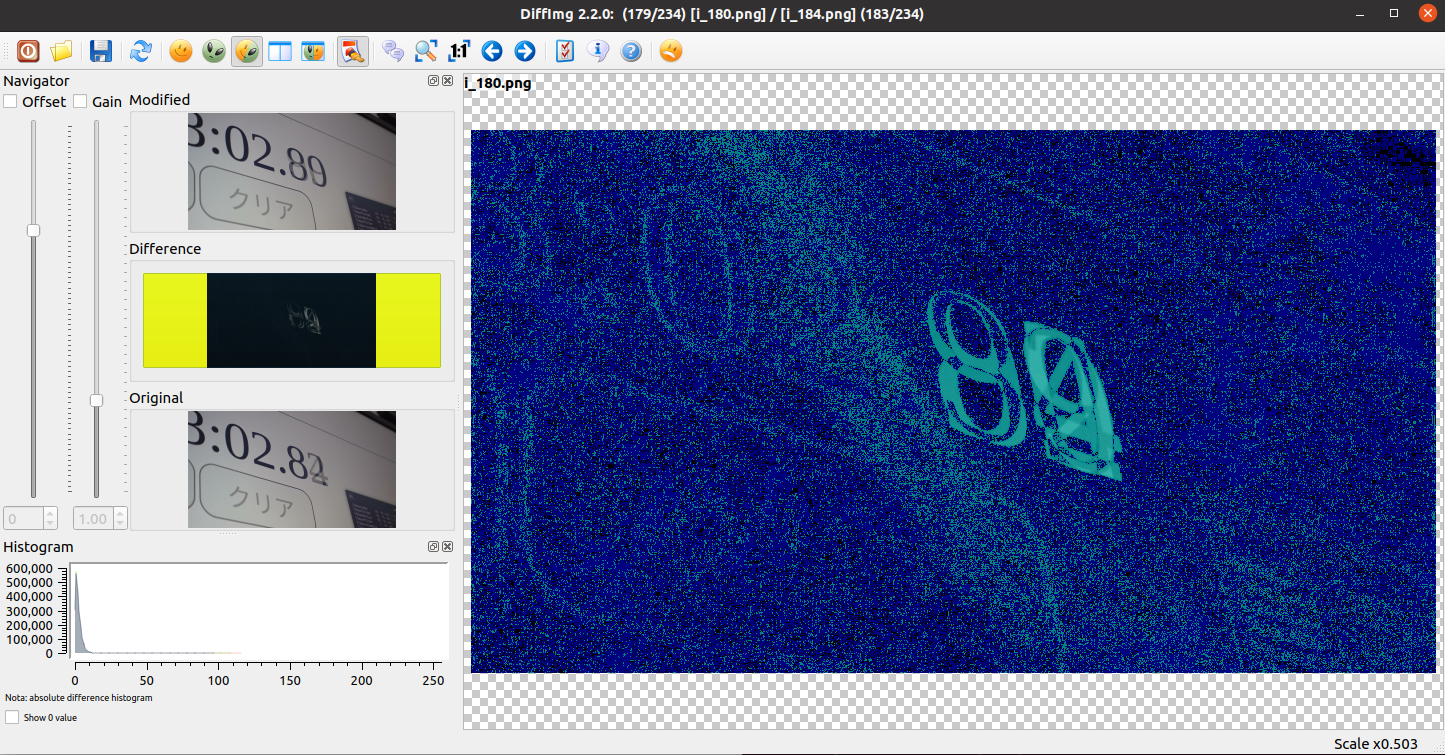 DiffImg 2.2.0: (179/234) [i_180.png] / [i_184.png] (183/234)
1:1
Navigator
Offset
Gain
Modified
3:02.89
クリア
Difference
Original
3:02.82
クリア
0
1.00
Histogram
600,000
500,000
400,000
300,000
200,000
100,000
0
0
50
100
150
200
250
Nota: absolute difference histogram
Show 0 value
i_180.png
Scale x0.503